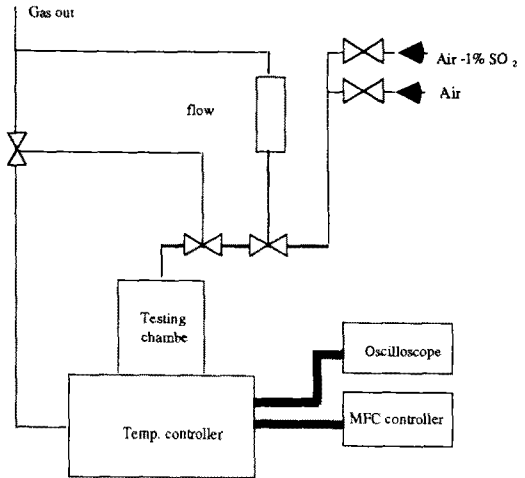 Gas out
Air -1% SO₂
Air
flow
Testing
chambe
Oscilloscope
MFC controller
Temp. controller